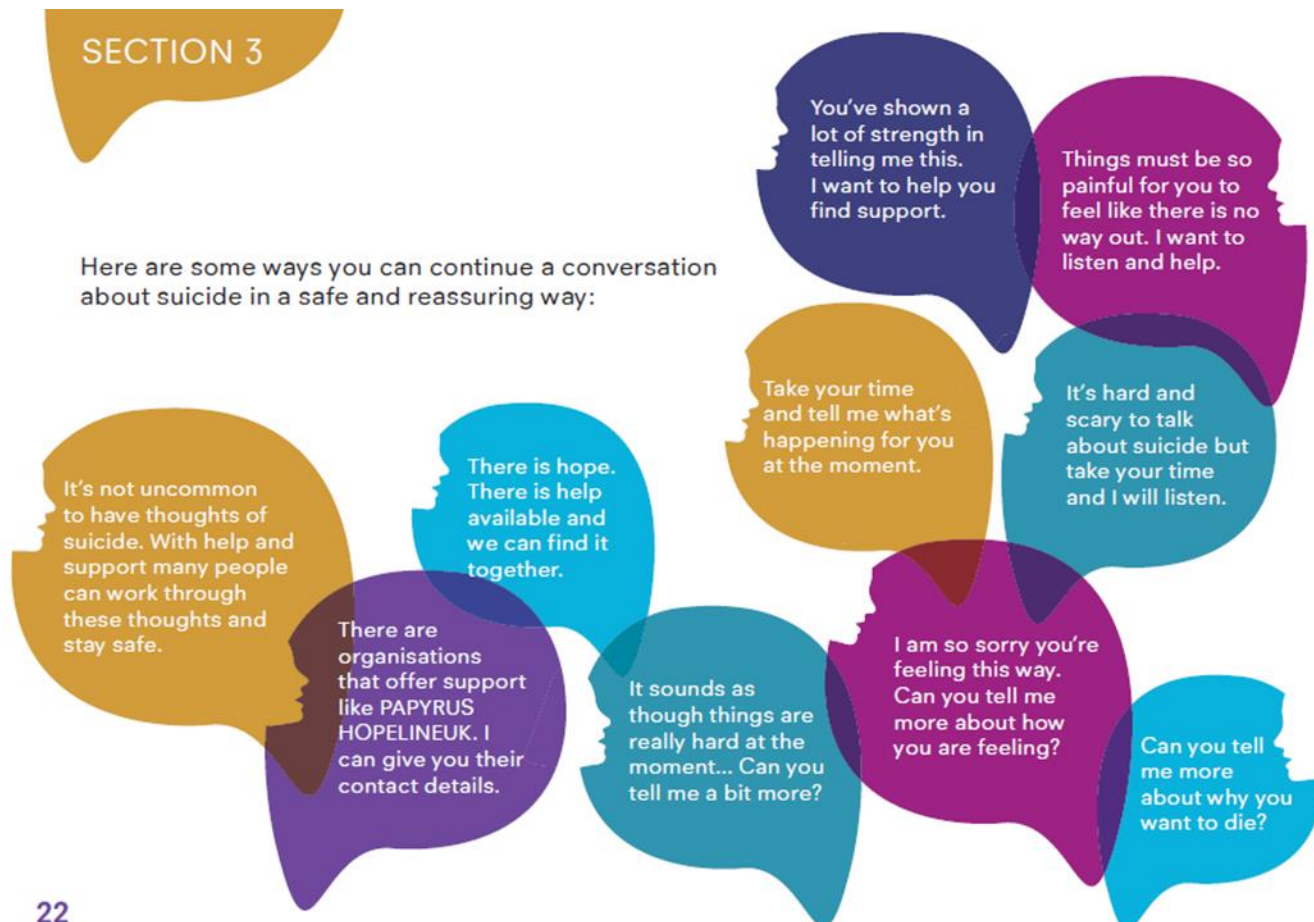 SECTION 3
Here are some ways you can continue a conversation
about suicide in a safe and reassuring way:
You've shown a
lot of strength in
telling me this.
I want to help you
find support.
Things must be so
painful for you to
feel like there is no
way out. I want to
listen and help.
Take your time
and tell me what's
happening for you
at the moment.
It's hard and
scary to talk
about suicide but
take your time
and I will listen.
It's not uncommon
to have thoughts of
suicide. With help and
support many people
can work through
these thoughts and
stay safe.
There is hope.
There is help
available and
we can find it
together.
There are
organisations
that offer support
like PAPYRUS
HOPELINEUK. I
can give you their
contact details.
It sounds as
though things are
really hard at the
moment... Can you
tell me a bit more?
I am so sorry you're
feeling this way.
Can you tell me
more about how
you are feeling?
Can you tell
me more
about why you
want to die?
22